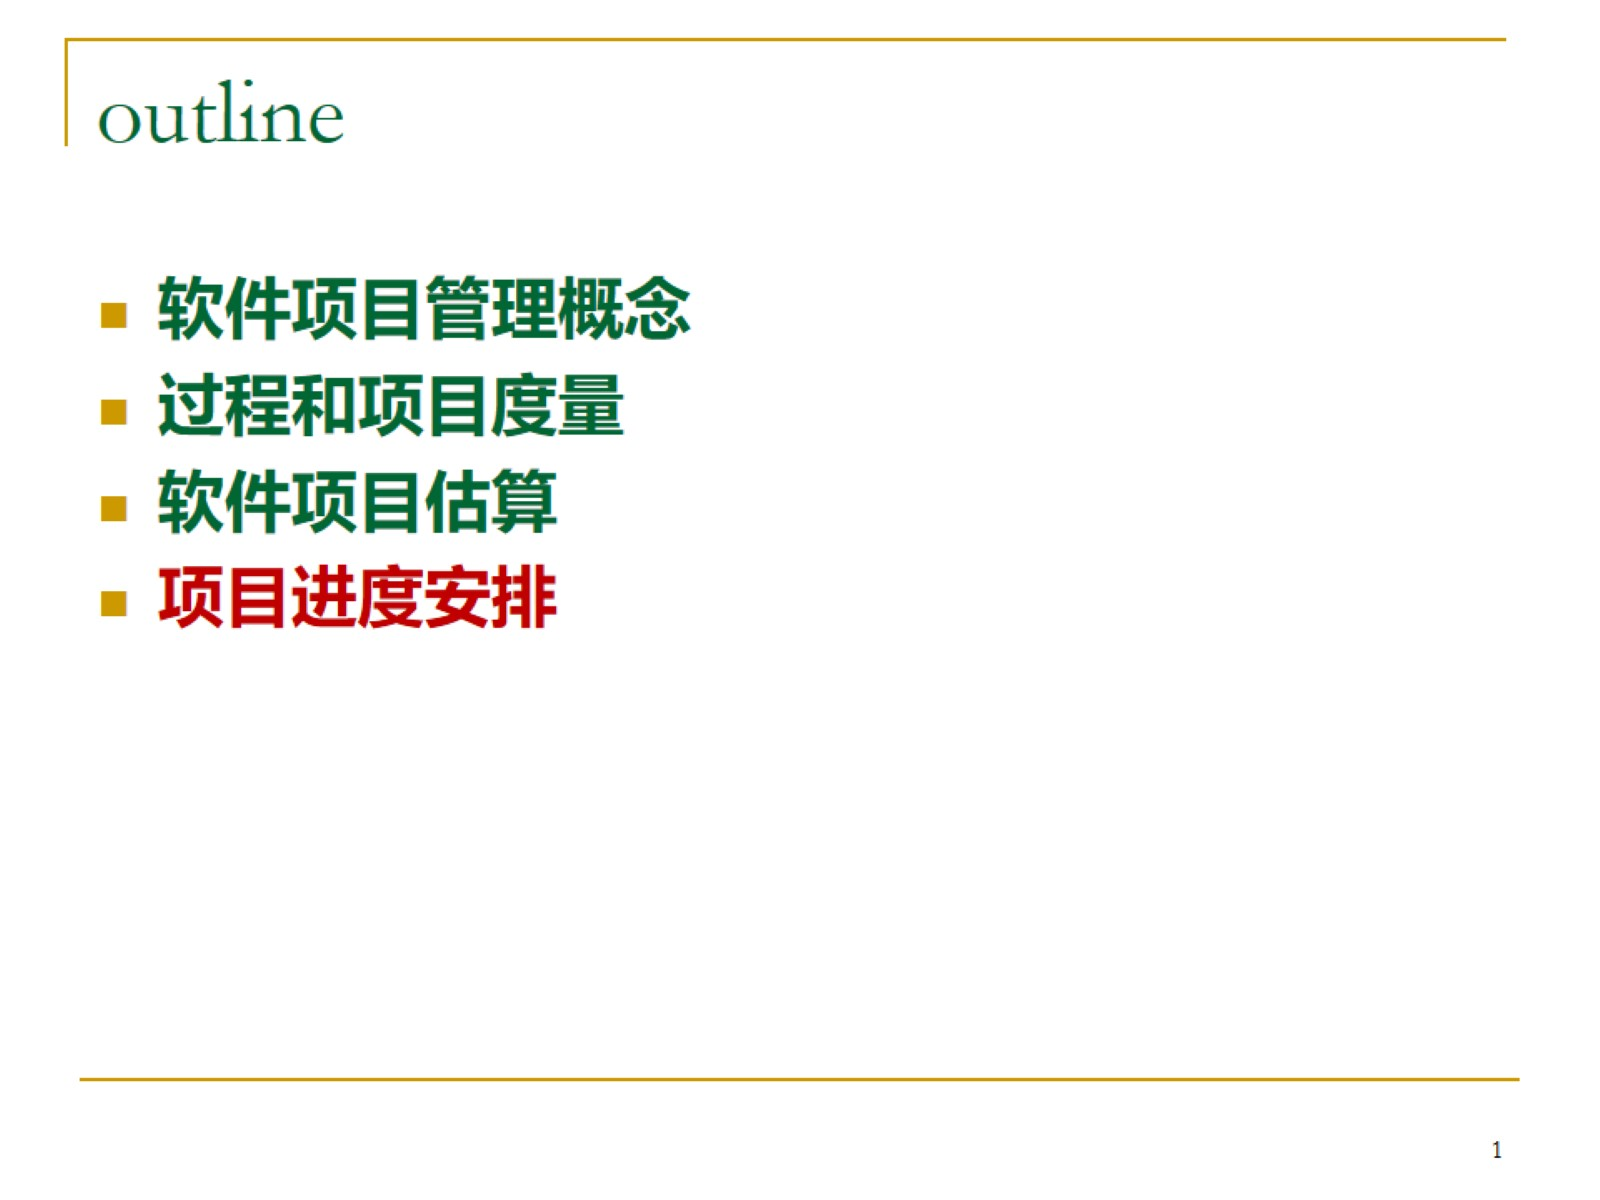 outline
软件项目管理概念
过程和项目度量
软件项目估算
项目进度安排
1